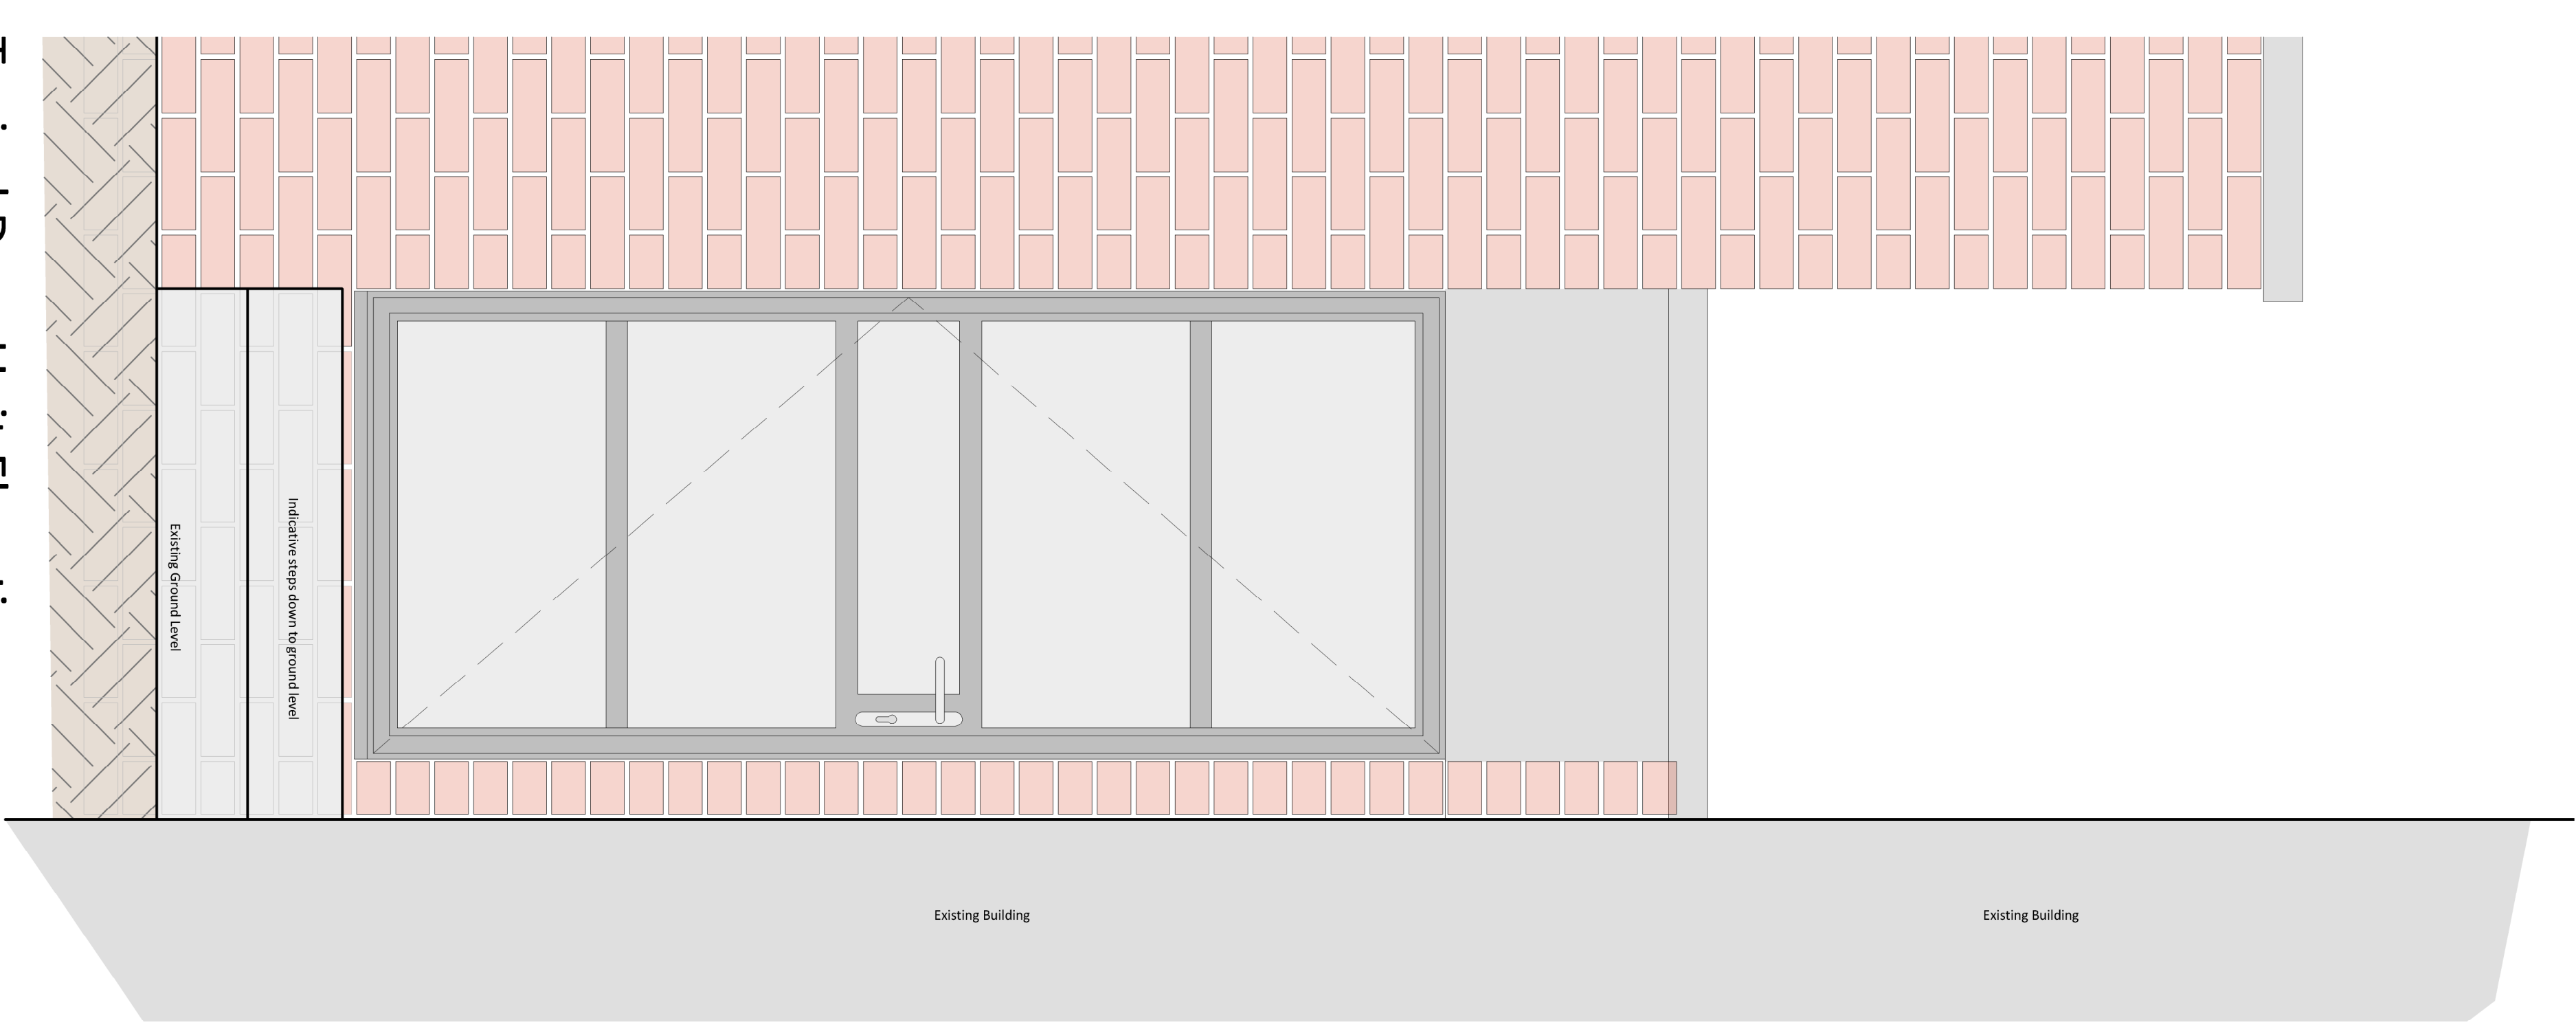 Existing Ground Level
Indicative steps down to ground level
Existing Building
Existing Building